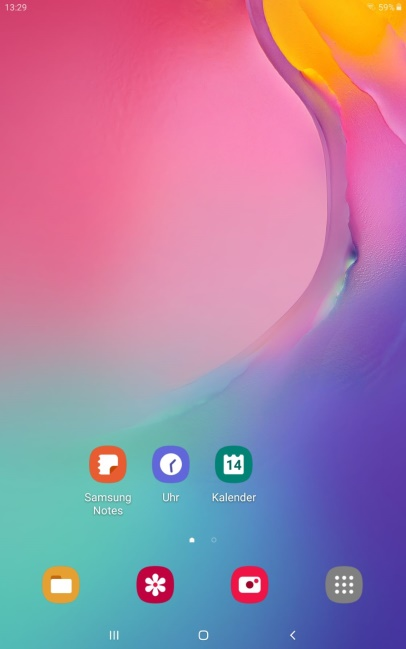 13:29
59%
14
Samsung
Notes
Uhr
Kalender